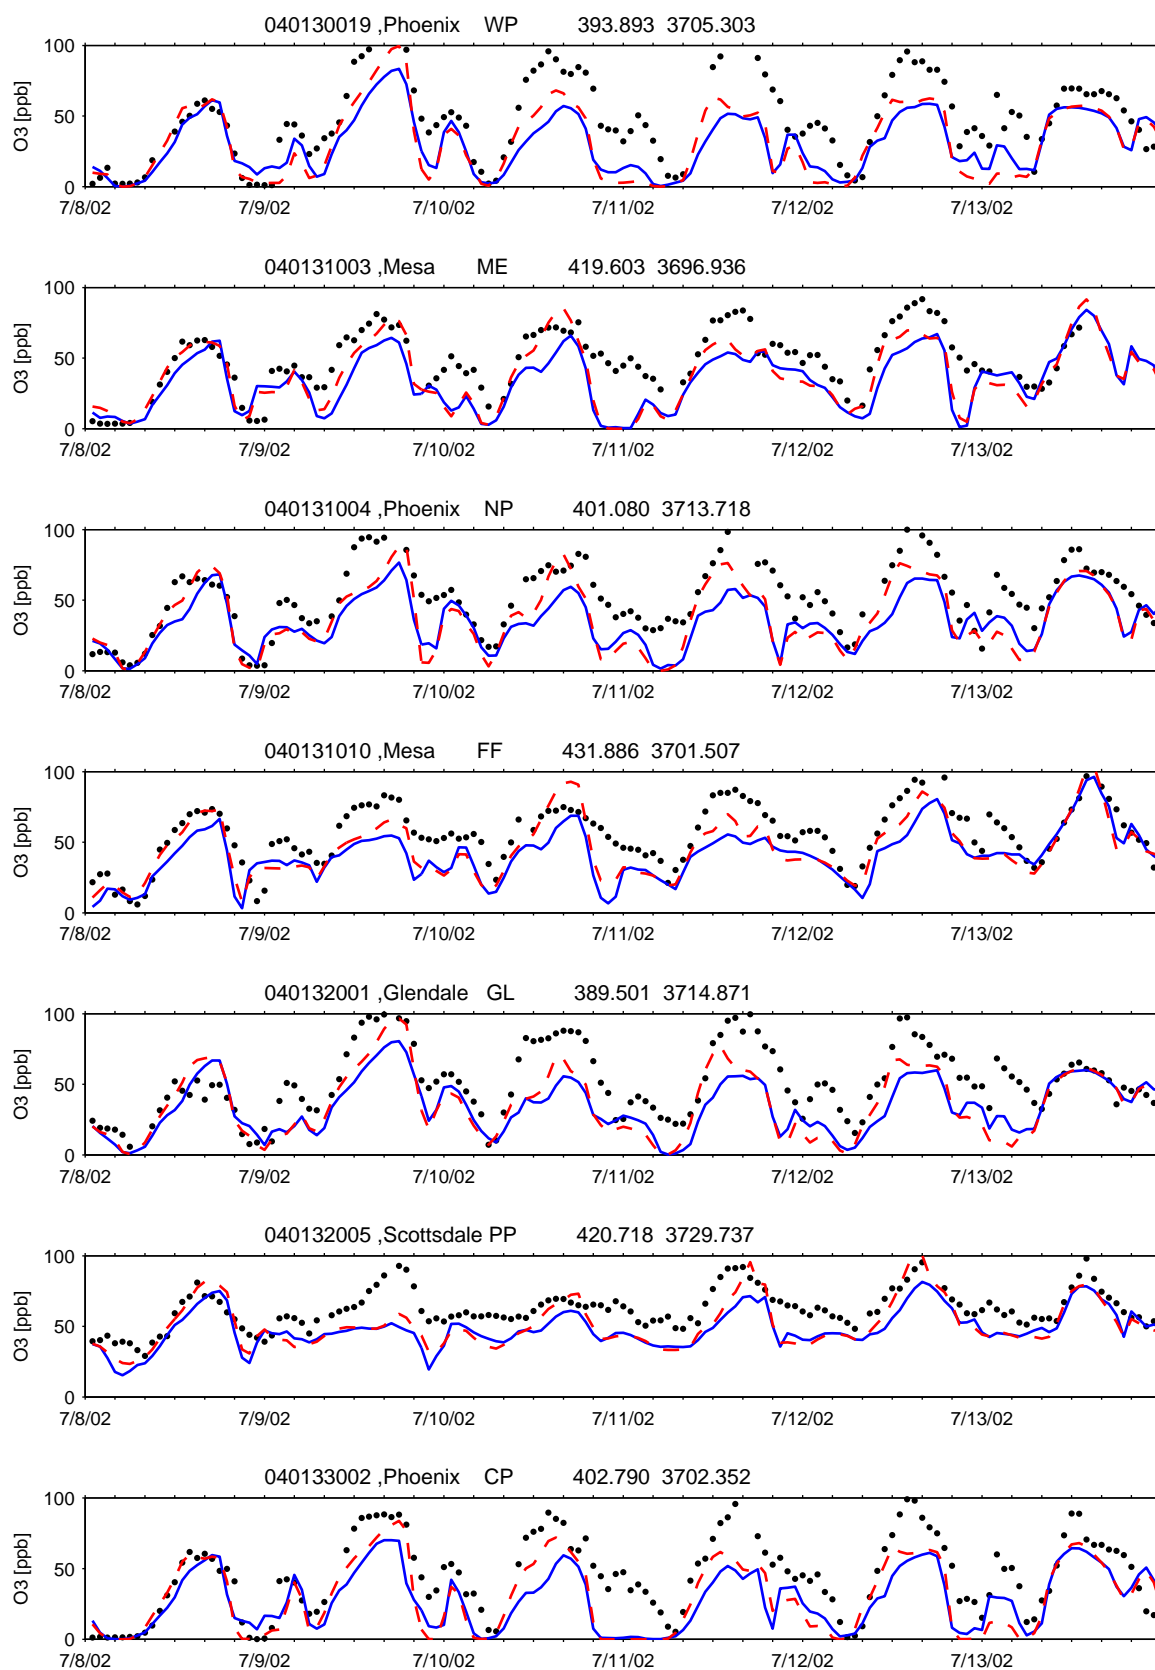 040130019 ,Phoenix WP 393.893 3705.303
100
50
0
O3 [ppb]
7/8/02 7/9/02 7/10/02 7/11/02 7/12/02 7/13/02
040131003 ,Mesa ME 419.603 3696.936
100
50
0
O3 [ppb]
7/8/02 7/9/02 7/10/02 7/11/02 7/12/02 7/13/02
040131004 ,Phoenix NP 401.080 3713.718
100
50
0
O3 [ppb]
7/8/02 7/9/02 7/10/02 7/11/02 7/12/02 7/13/02
040131010 ,Mesa FF 431.886 3701.507
100
50
0
O3 [ppb]
7/8/02 7/9/02 7/10/02 7/11/02 7/12/02 7/13/02
040132001 ,Glendale GL 389.501 3714.871
100
50
0
O3 [ppb]
7/8/02 7/9/02 7/10/02 7/11/02 7/12/02 7/13/02
040132005 ,Scottsdale PP 420.718 3729.737
100
50
0
O3 [ppb]
7/8/02 7/9/02 7/10/02 7/11/02 7/12/02 7/13/02
040133002 ,Phoenix CP 402.790 3702.352
100
50
0
O3 [ppb]
7/8/02 7/9/02 7/10/02 7/11/02 7/12/02 7/13/02